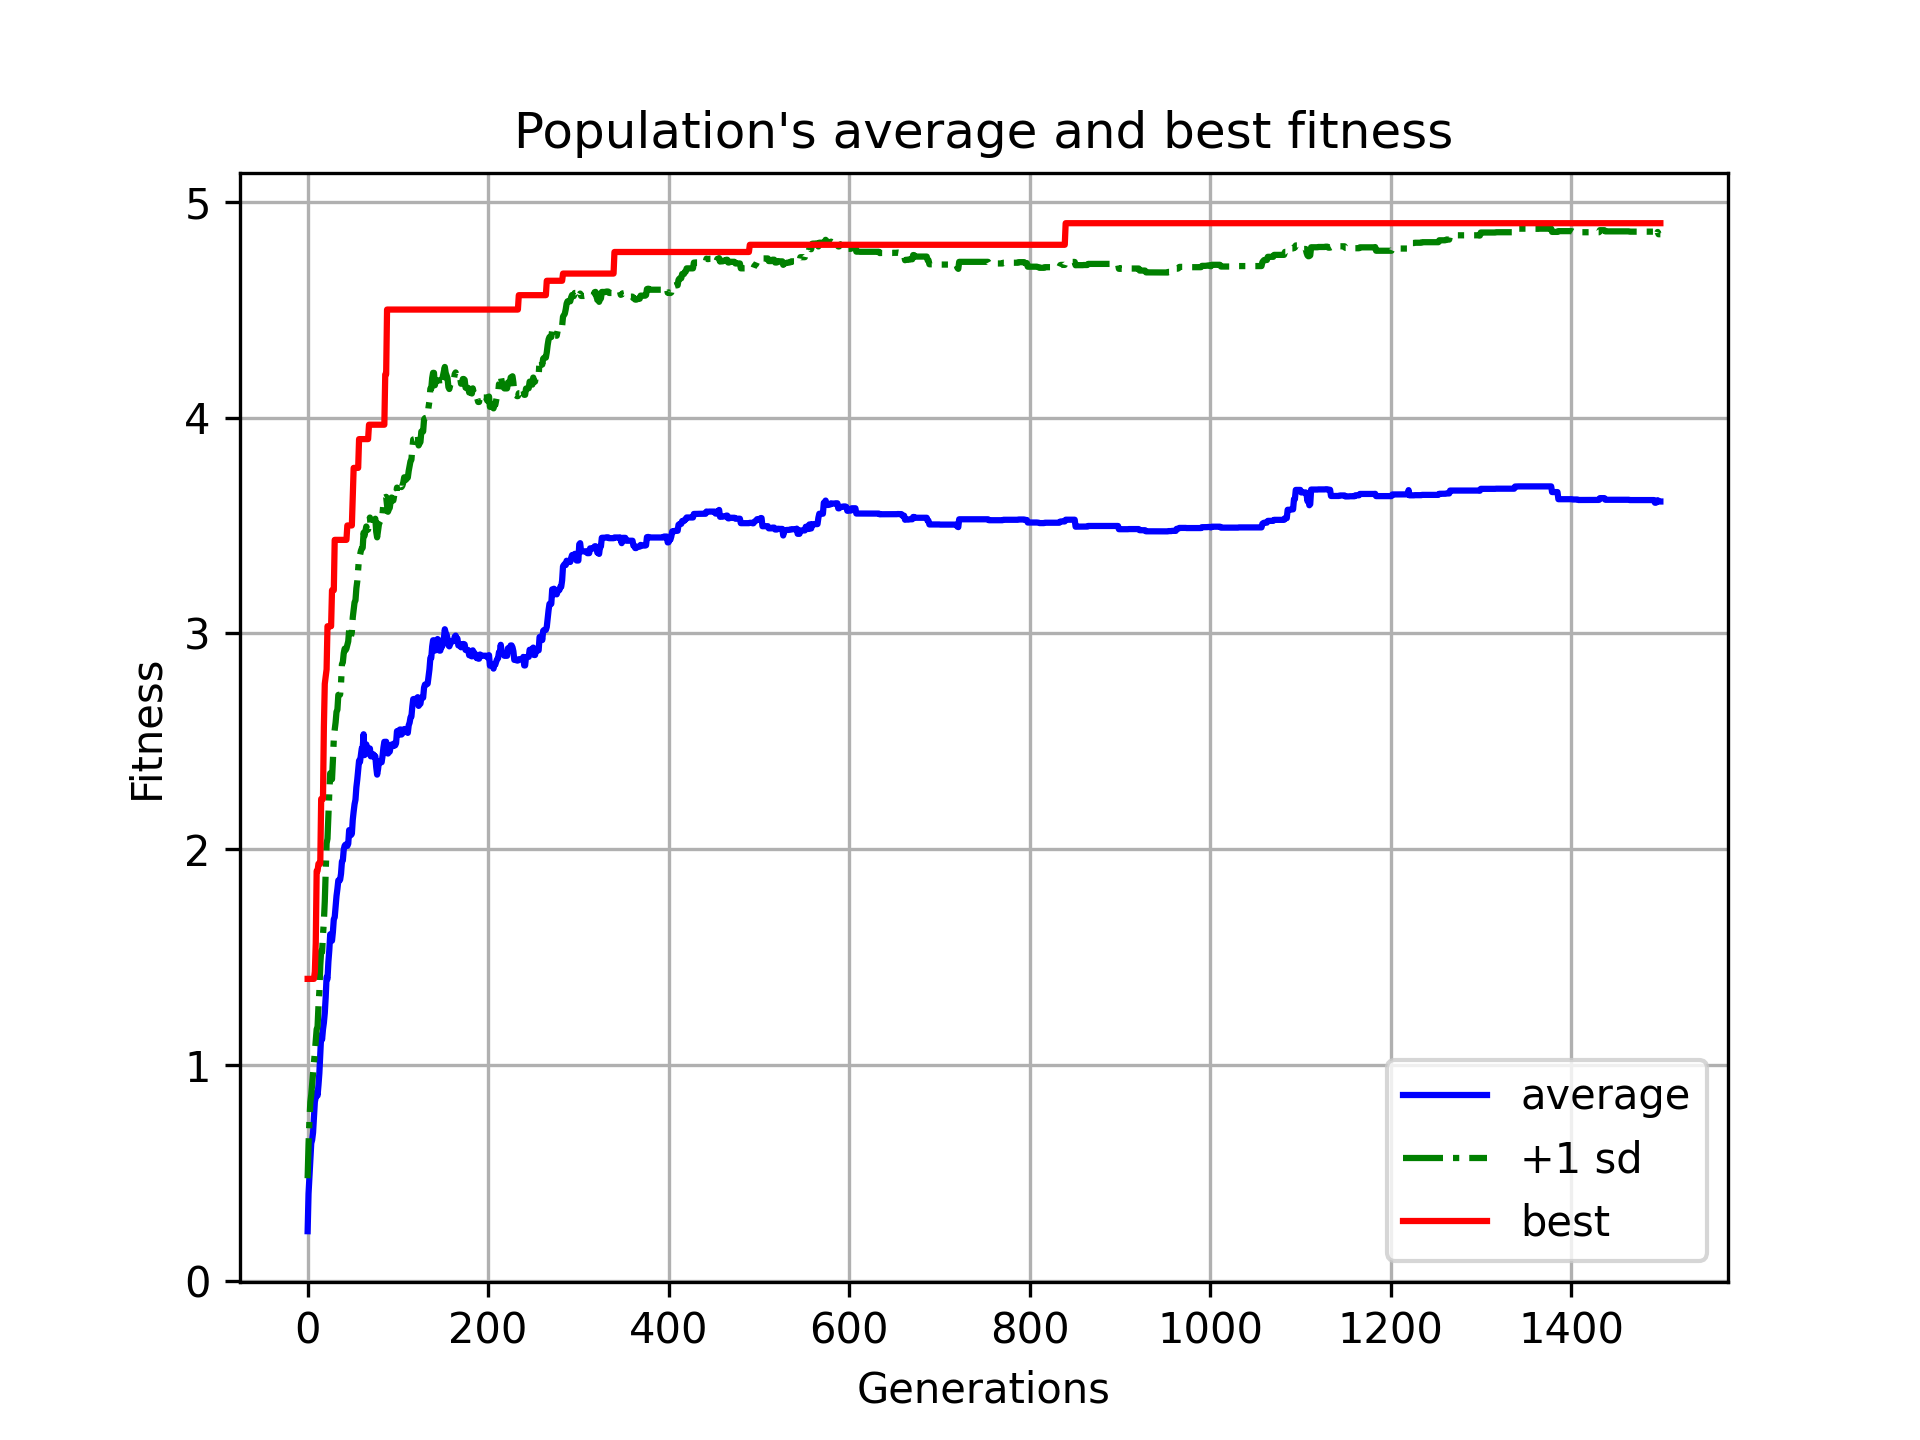 Population's average and best fitness
5
4
3
2
1
0
Fitness
0 200 400 600 800 1000 1200 1400
Generations
average
+1 sd
best